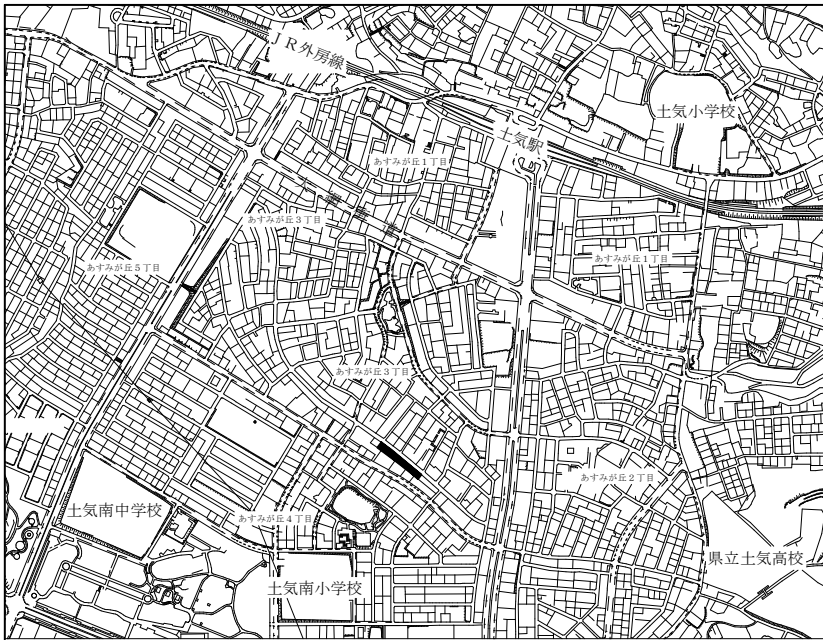 JR外房線
土気小学校
土気駅
あすみが丘1丁目
あすみが丘3丁目
あすみが丘1丁目
あすみが丘5丁目
あすみが丘3丁目
あすみが丘2丁目
土気南中学校
あすみが丘4丁目
県立土気高校
土気南小学校